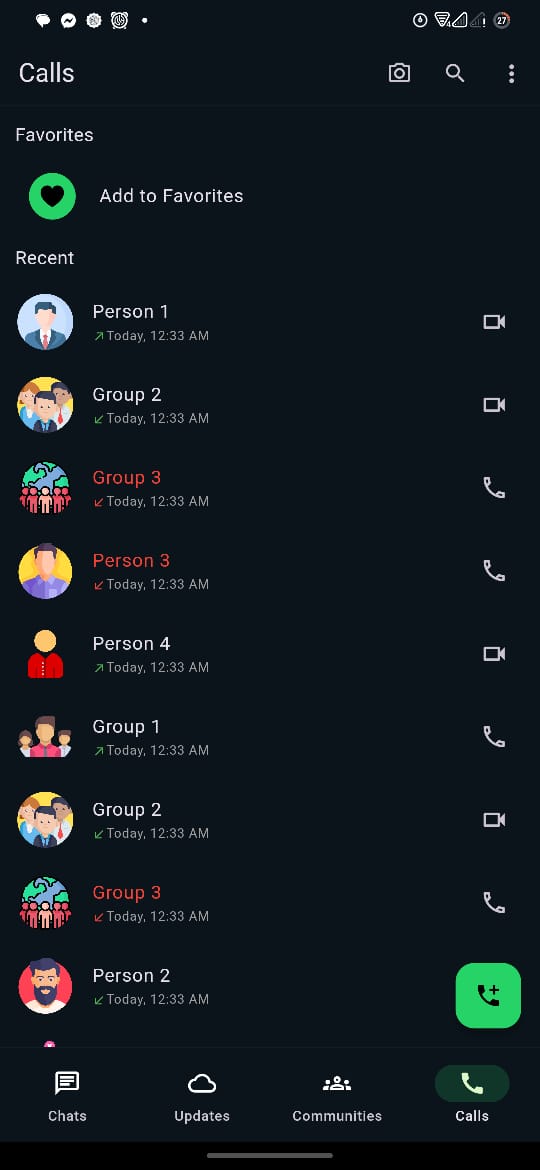 27
Calls
Favorites
Add to Favorites
Recent
Person 1
Today, 12:33 AM
Group 2
Today, 12:33 AM
Group 3
Today, 12:33 AM
Person 3
Today, 12:33 AM
Person 4
Today, 12:33 AM
Group 1
Today, 12:33 AM
Group 2
Today, 12:33 AM
Group 3
Today, 12:33 AM
Person 2
Today, 12:33 AM
Chats Updates Communities Calls